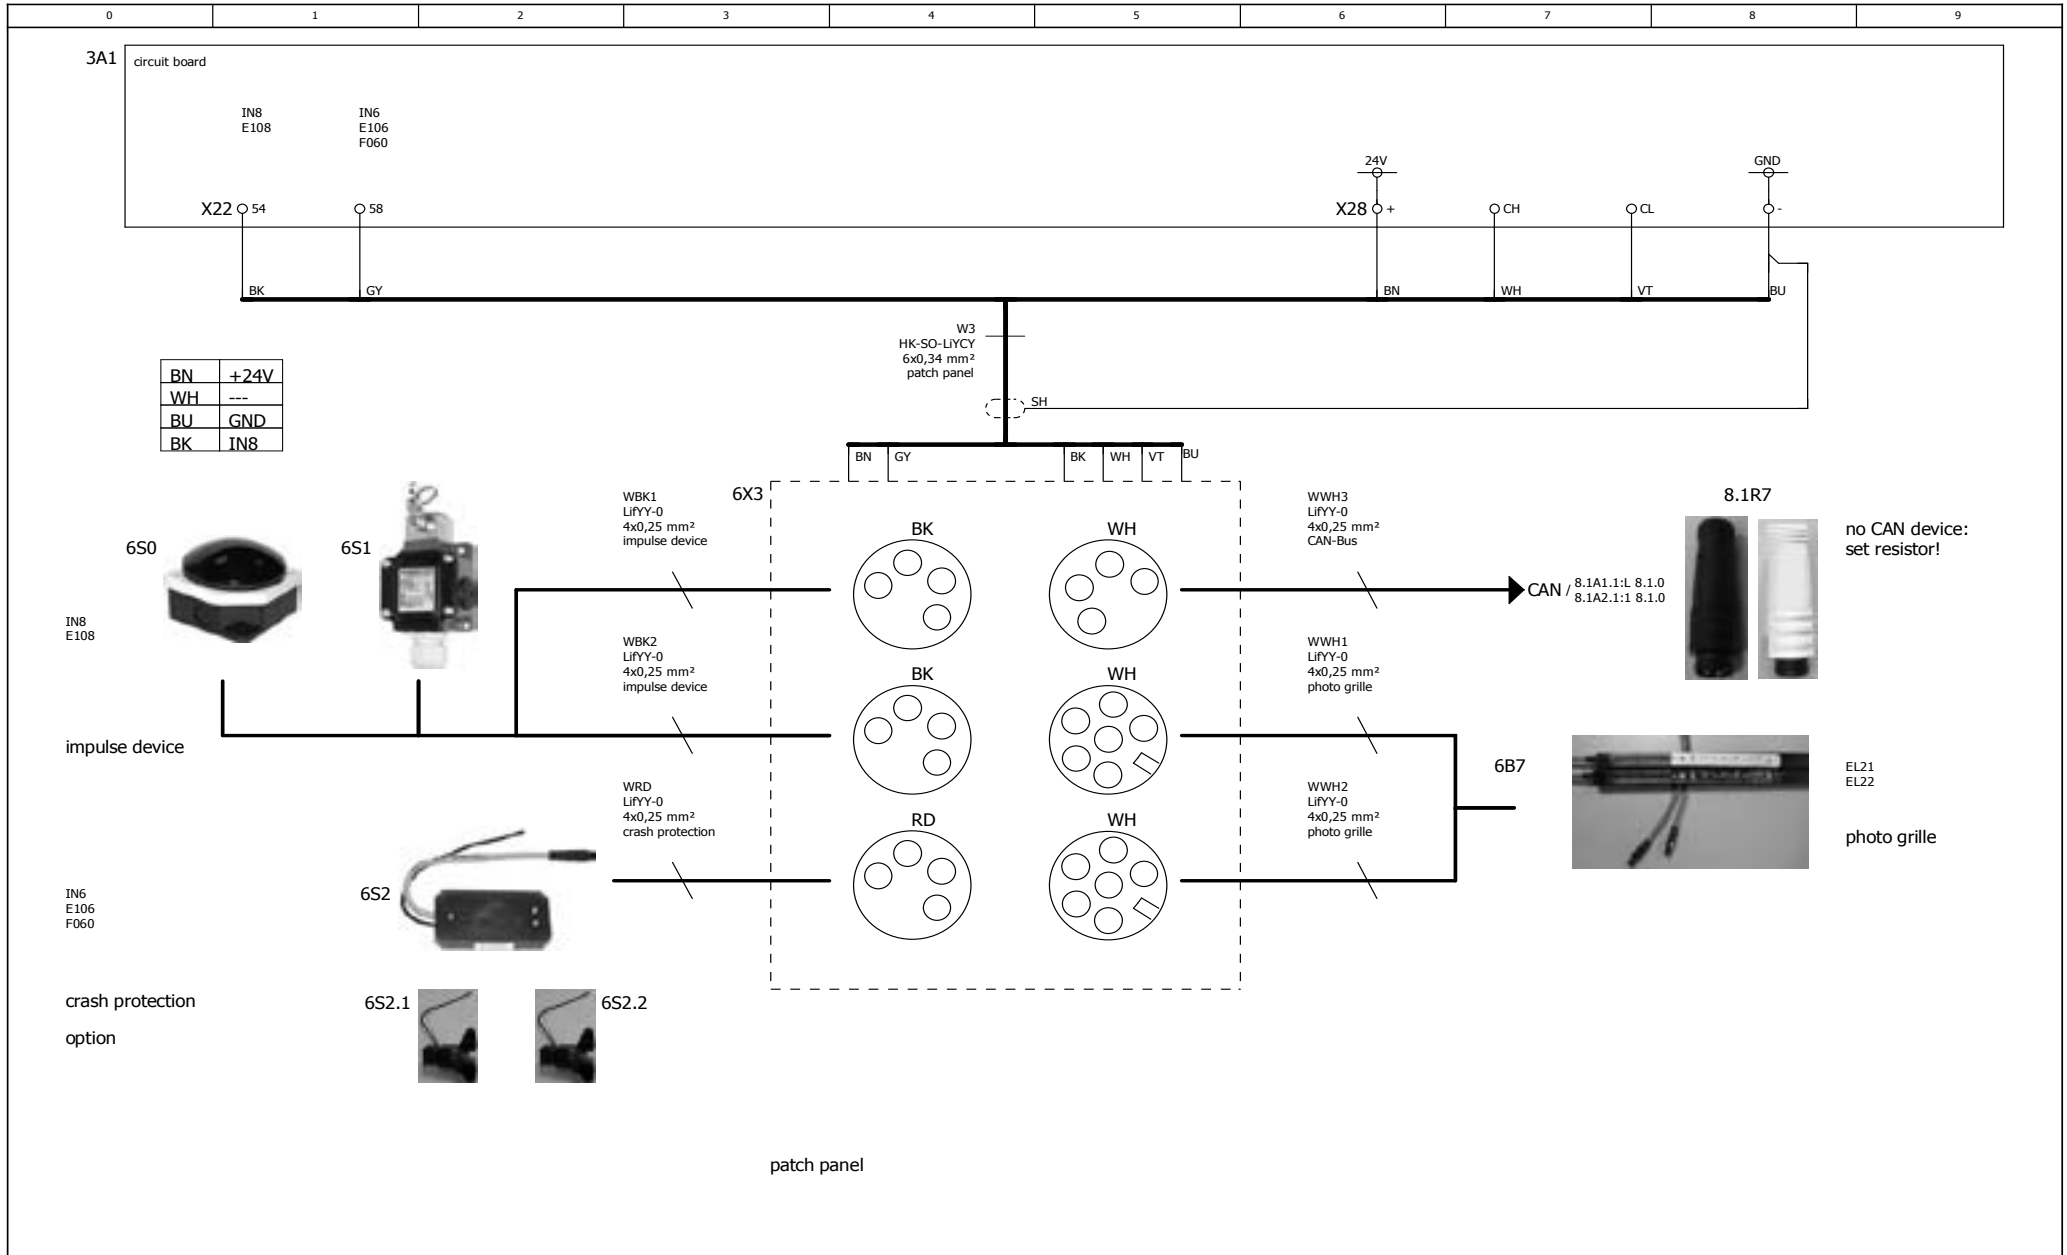 0 1 2 3 4 5 6 7 8 9
3A1 circuit board
IN8
E108
IN6
E106
F060
24V
GND
X22 54
58
X28 +
CH
CL
-
BK
GY
BN
WH
VT
BU
W3
HK-SO-LiYCY
6x0,34 mm²
patch panel
SH
BN +24V
WH ---
BU GND
BK IN8
BN GY BK WH VT BU
6X3
WBK1
LifYY-0
4x0,25 mm²
impulse device
BK
WH
WWH3
LifYY-0
4x0,25 mm²
CAN-Bus
8.1R7
no CAN device:
set resistor!
6S0
6S1
CAN /
8.1A1.1:L 8.1.0
8.1A2.1:1 8.1.0
IN8
E108
WBK2
LifYY-0
4x0,25 mm²
impulse device
BK
WH
WWH1
LifYY-0
4x0,25 mm²
photo grille
impulse device
6B7
EL21
EL22
WRD
LifYY-0
4x0,25 mm²
crash protection
RD
WH
WWH2
LifYY-0
4x0,25 mm²
photo grille
photo grille
6S2
IN6
E106
F060
crash protection
option
6S2.1
6S2.2
patch panel